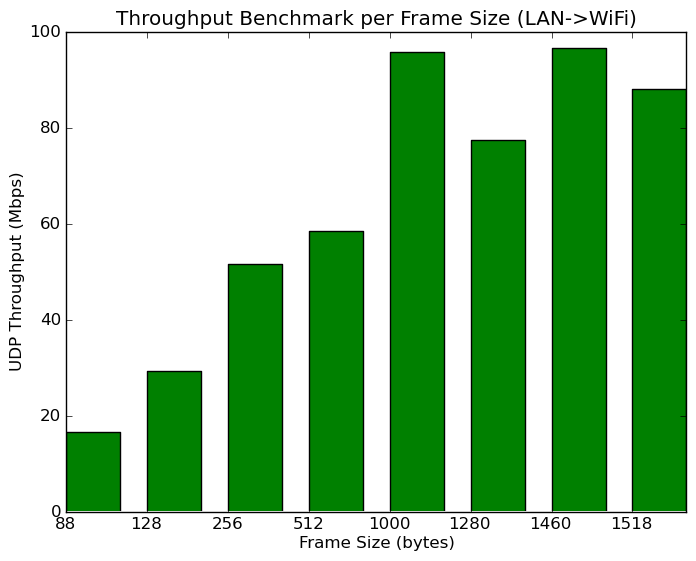 Throughput Benchmark per Frame Size (LAN->WiFi)
UDP Throughput (Mbps)
100
80
60
40
20
0
88 128 256 512 1000 1280 1460 1518
Frame Size (bytes)